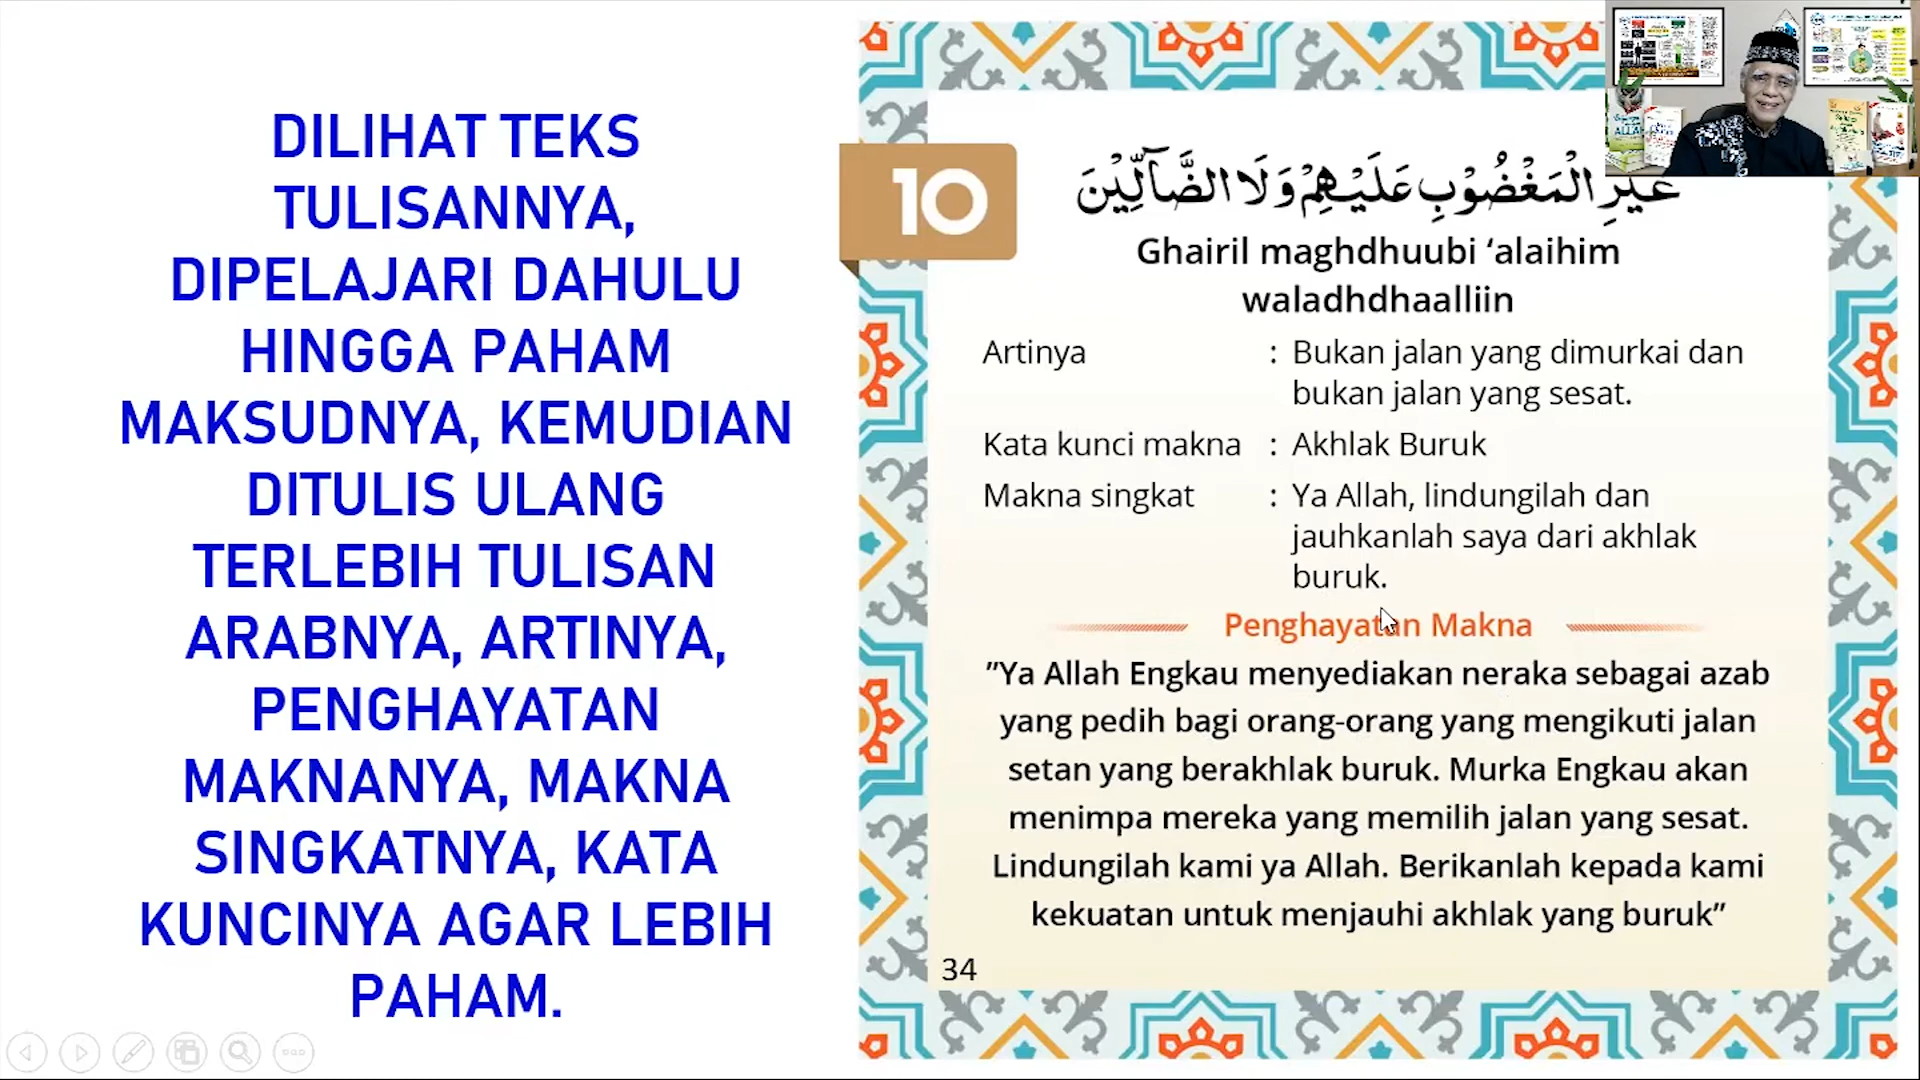 DILIHAT TEKS
TULISANNYA,
DIPELAJARI DAHULU
HINGGA PAHAM
MAKSUDNYA, KEMUDIAN
DITULIS ULANG
TERLEBIH TULISAN
ARABNYA, ARTINYA,
PENGHAYATAN
MAKNANYA, MAKNA
SINGKATNYA, KATA
KUNCINYA AGAR LEBIH
PAHAM.
10
غَيْرِ الْمَغْضُوْبِ عَلَيْهِمْ وَلَا الضَّآلِّيْنَ
Ghairil maghdhuubi ‘alaihim
waladhdhaalliin
Artinya : Bukan jalan yang dimurkai dan
bukan jalan yang sesat.
Kata kunci makna : Akhlak Buruk
Makna singkat : Ya Allah, lindungilah dan
jauhkanlah saya dari akhlak
buruk.
Penghayatan Makna
”Ya Allah Engkau menyediakan neraka sebagai azab
yang pedih bagi orang-orang yang mengikuti jalan
setan yang berakhlak buruk. Murka Engkau akan
menimpa mereka yang memilih jalan yang sesat.
Lindungilah kami ya Allah. Berikanlah kepada kami
kekuatan untuk menjauhi akhlak yang buruk”
34